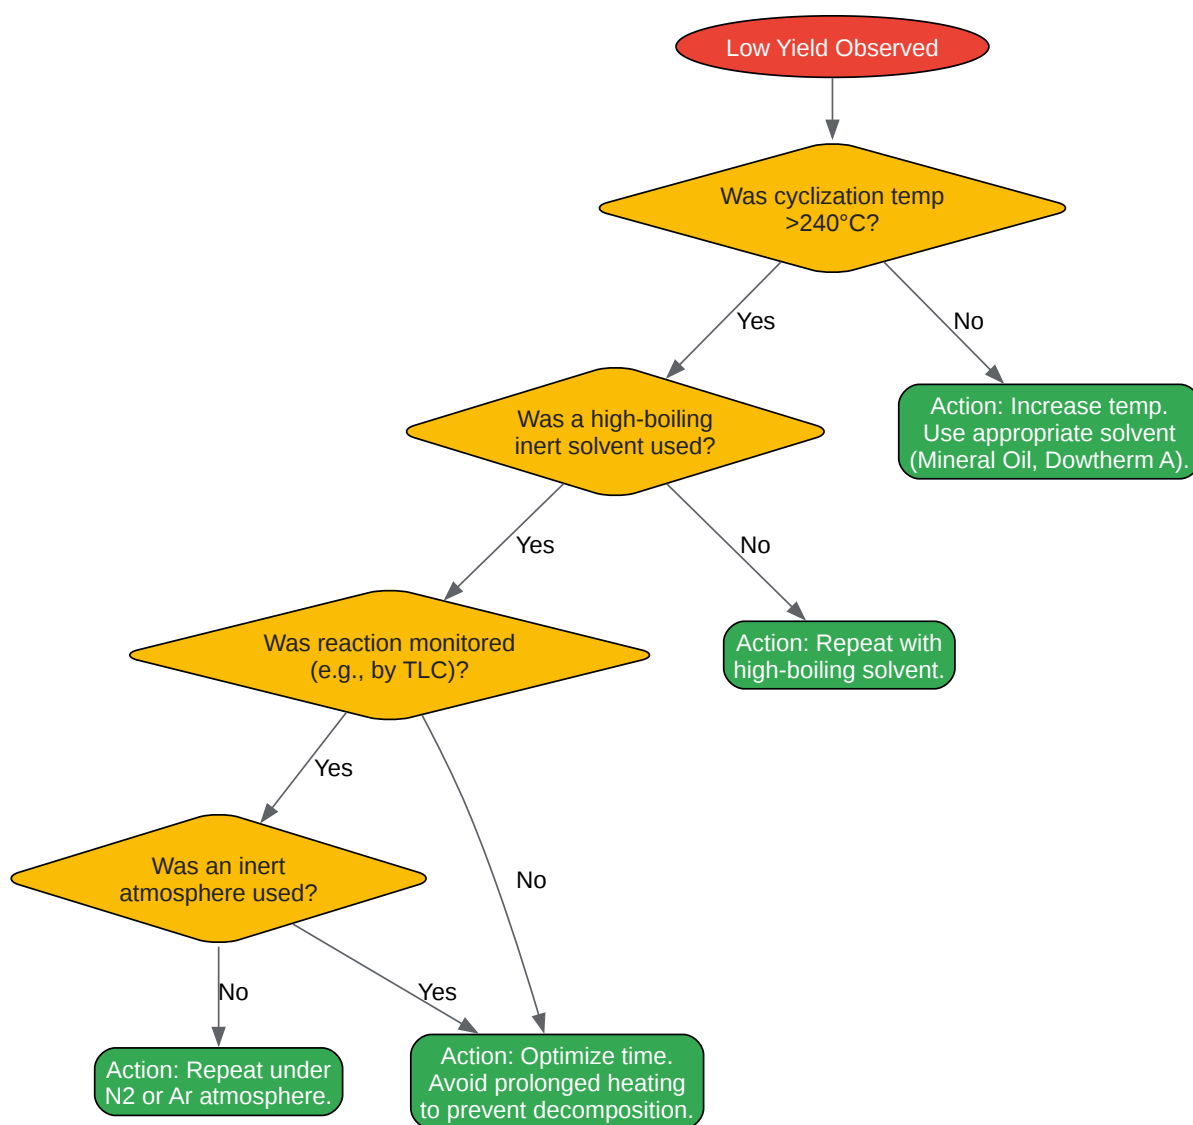 Low Yield Observed
Was cyclization temp
>240°C?
Yes
No
Was a high-boiling
inert solvent used?
Action: Increase temp.
Use appropriate solvent
(Mineral Oil, Dowtherm A).
Yes
No
Was reaction monitored
(e.g., by TLC)?
Action: Repeat with
high-boiling solvent.
Yes
No
Was an inert
atmosphere used?
No
Yes
Action: Repeat under
N2 or Ar atmosphere.
Action: Optimize time.
Avoid prolonged heating
to prevent decomposition.